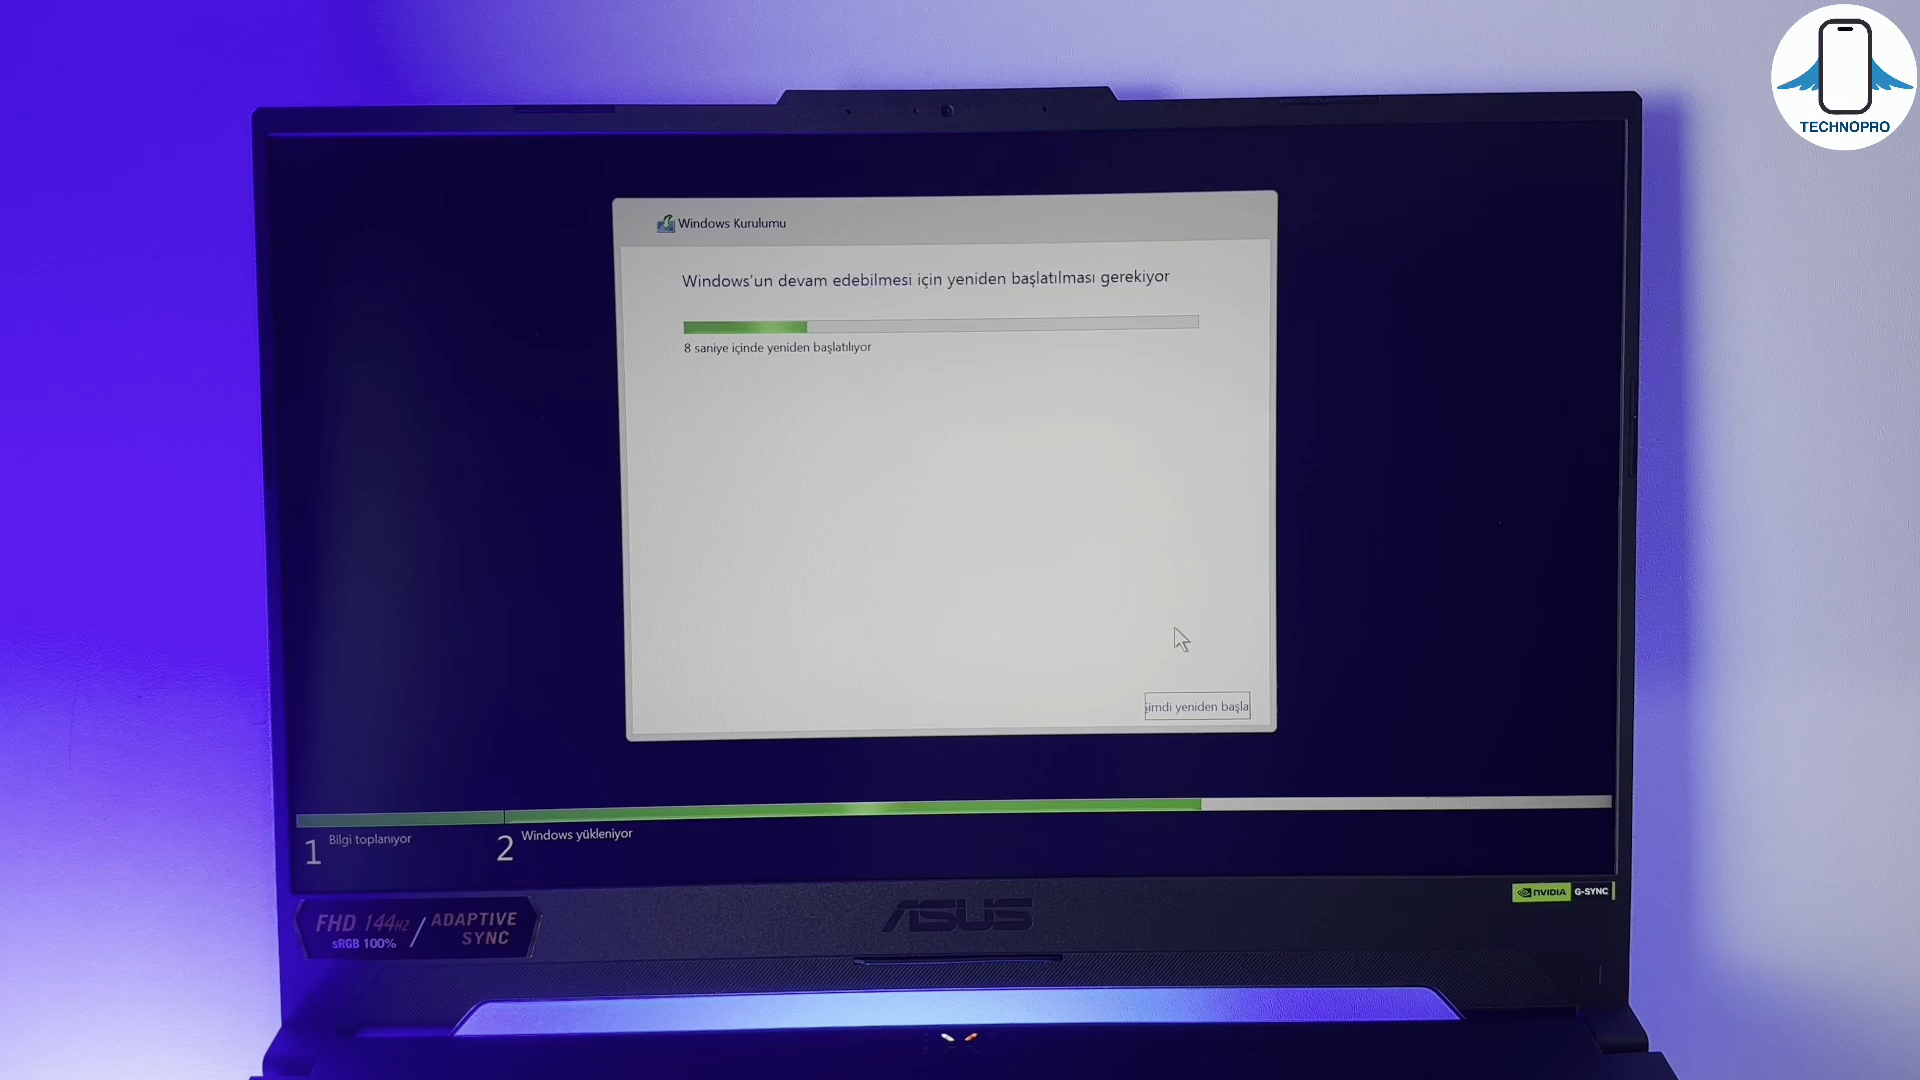 TECHNOPRO
Windows Kurulumu
Windows'un devam edebilmesi için yeniden başlatılması gerekiyor
8 saniye içinde yeniden başlatılıyor
şimdi yeniden başla
1 Bilgi toplanıyor
2 Windows yükleniyor
FHD 144Hz / ADAPTIVE SYNC
sRGB 100%
ASUS
NVIDIA G-SYNC